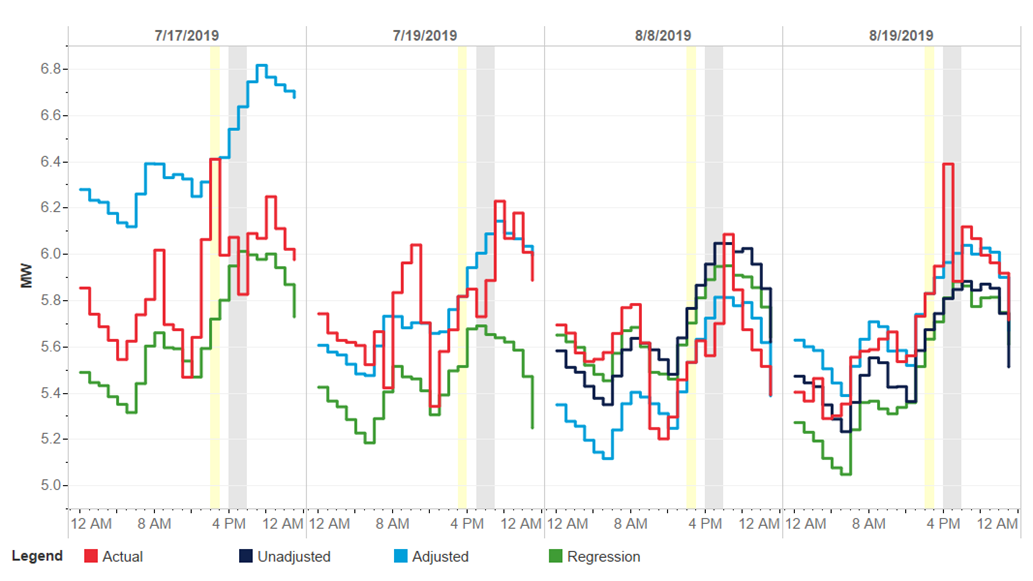 7/17/2019 7/19/2019 8/8/2019 8/19/2019
6.8
6.6
6.4
6.2
6.0
5.8
5.6
5.4
5.2
5.0
MW
12 AM 8 AM 4 PM 12 AM 12 AM 8 AM 4 PM 12 AM 12 AM 8 AM 4 PM 12 AM 12 AM 8 AM 4 PM 12 AM
Legend Actual Unadjusted Adjusted Regression